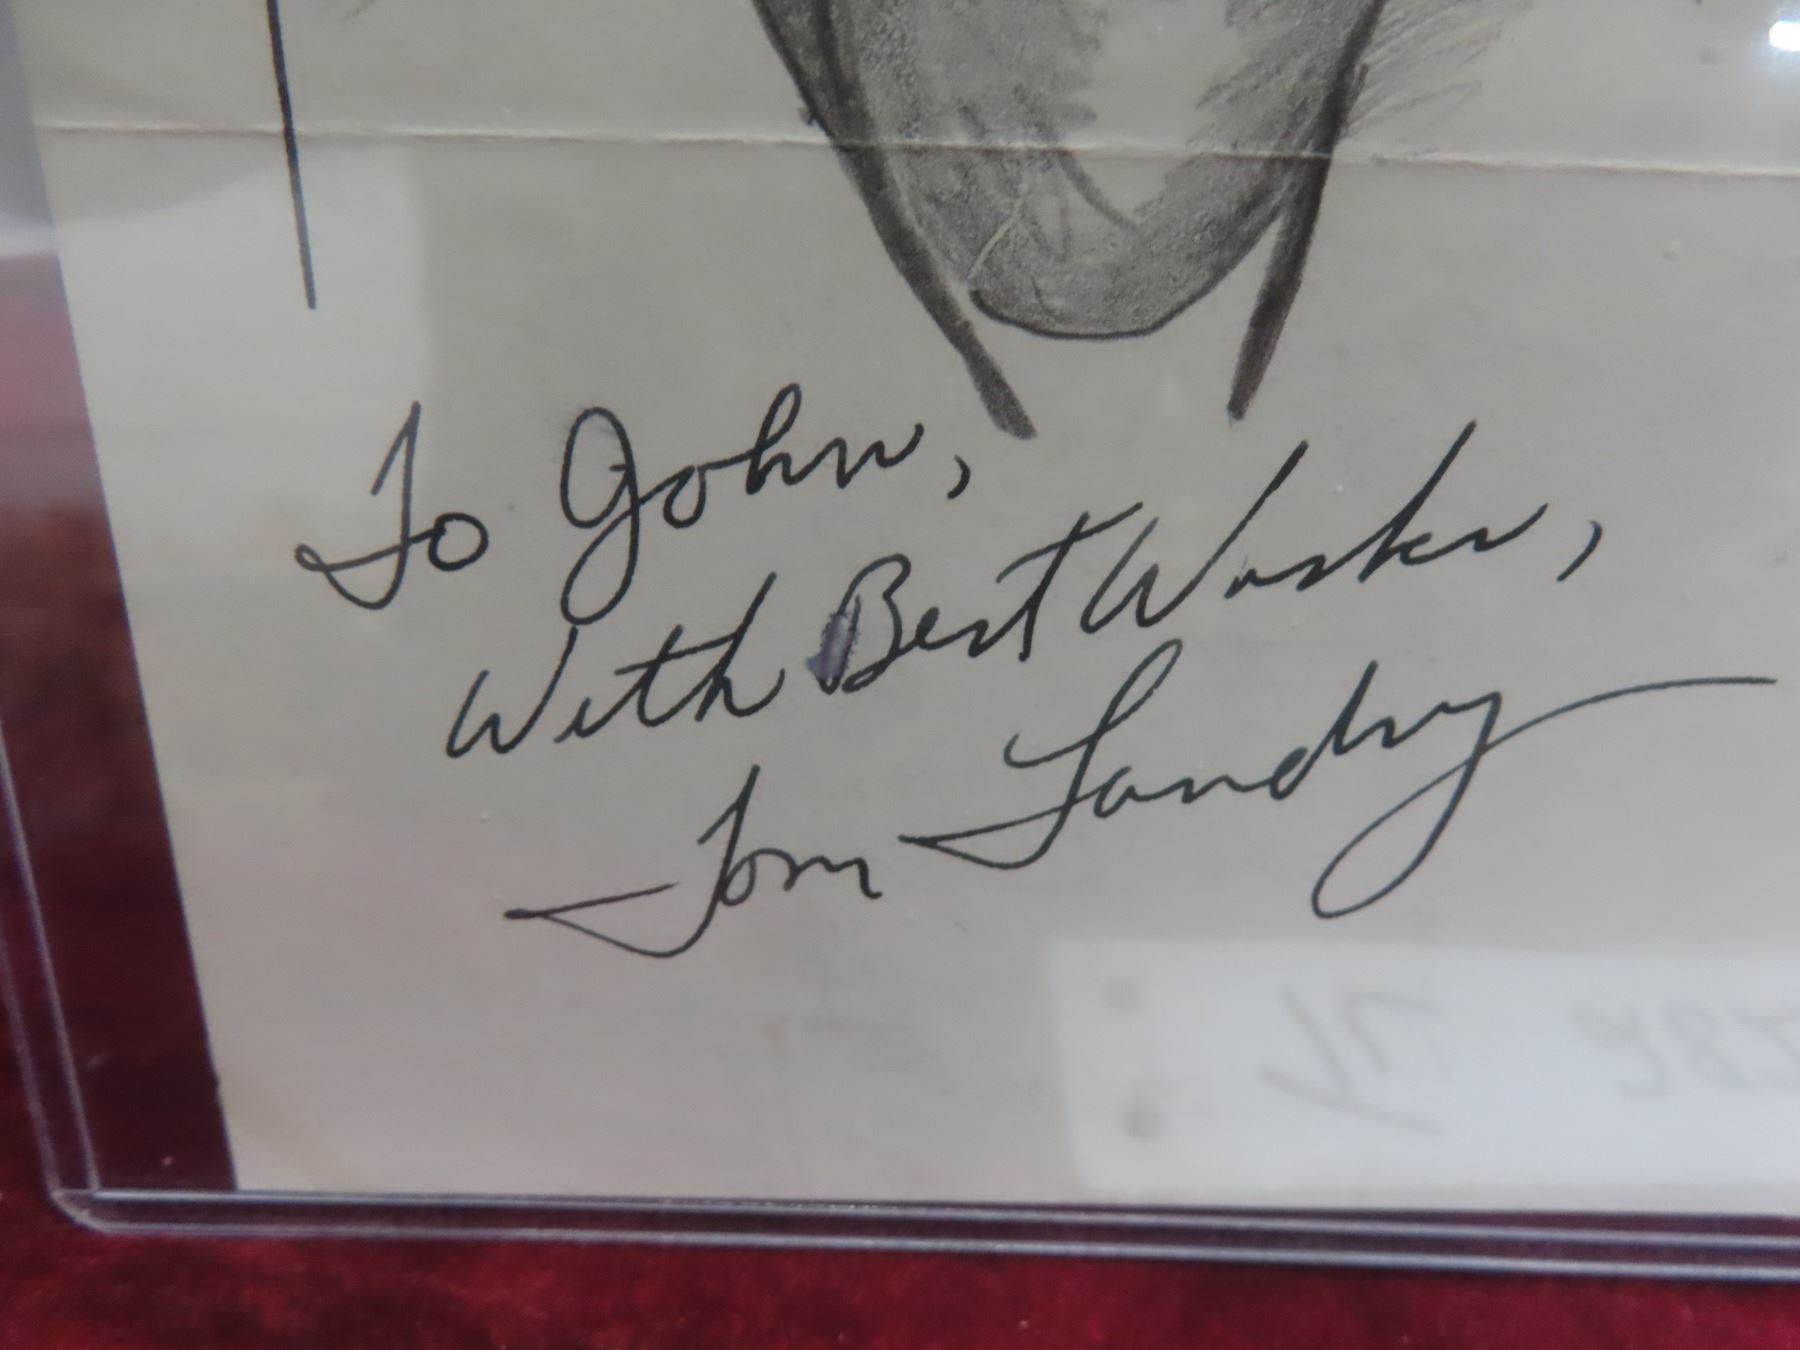 To John,
With Best Wishes,
Tom Landry